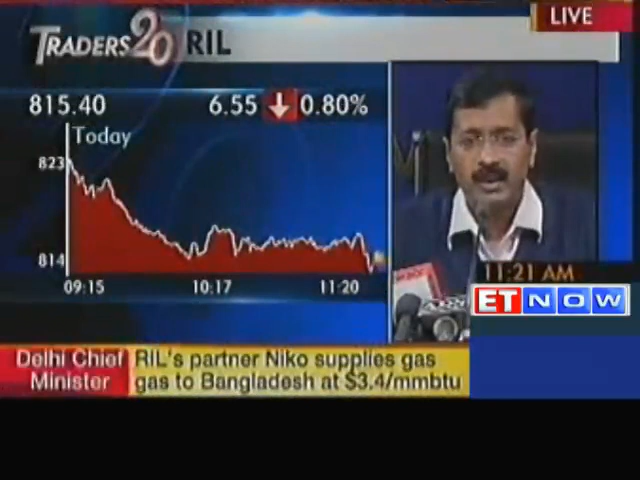 LIVE
TRADERS 20 RIL
815.40 6.55 0.80%
Today
823
814
09:15 10:17 11:20
11:21 AM
ET NOW
Delhi Chief Minister
RIL's partner Niko supplies gas
gas to Bangladesh at $3.4/mmbtu